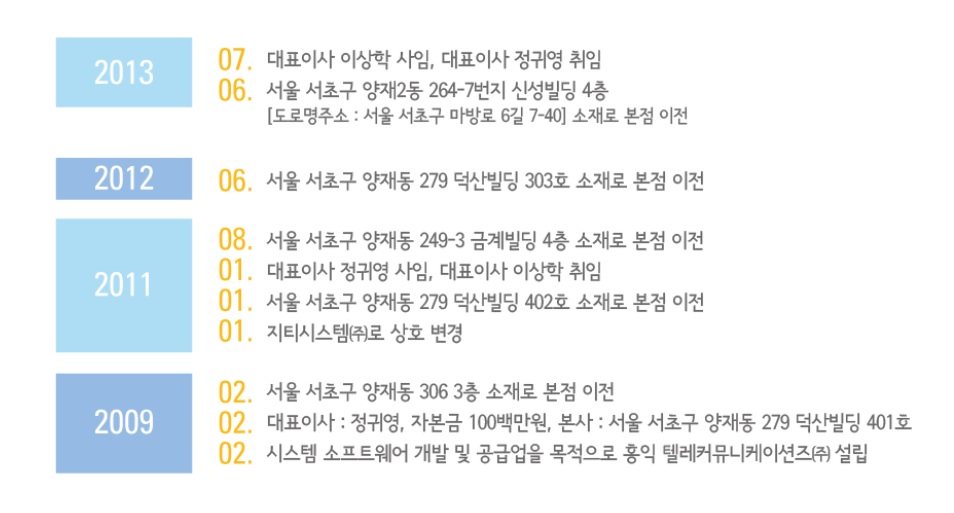 2013
07. 대표이사 이상학 사임, 대표이사 정귀영 취임
06. 서울 서초구 양재2동 264-7번지 신성빌딩 4층
[도로명주소 : 서울 서초구 마방로 6길 7-40] 소재로 본점 이전
2012
06. 서울 서초구 양재동 279 덕산빌딩 303호 소재로 본점 이전
2011
08. 서울 서초구 양재동 249-3 금계빌딩 4층 소재로 본점 이전
01. 대표이사 정귀영 사임, 대표이사 이상학 취임
01. 서울 서초구 양재동 279 덕산빌딩 402호 소재로 본점 이전
01. 지티시스템㈜로 상호 변경
2009
02. 서울 서초구 양재동 306 3층 소재로 본점 이전
02. 대표이사 : 정귀영, 자본금 100백만원, 본사 : 서울 서초구 양재동 279 덕산빌딩 401호
02. 시스템 소프트웨어 개발 및 공급업을 목적으로 홍익 텔레커뮤니케이션즈㈜ 설립